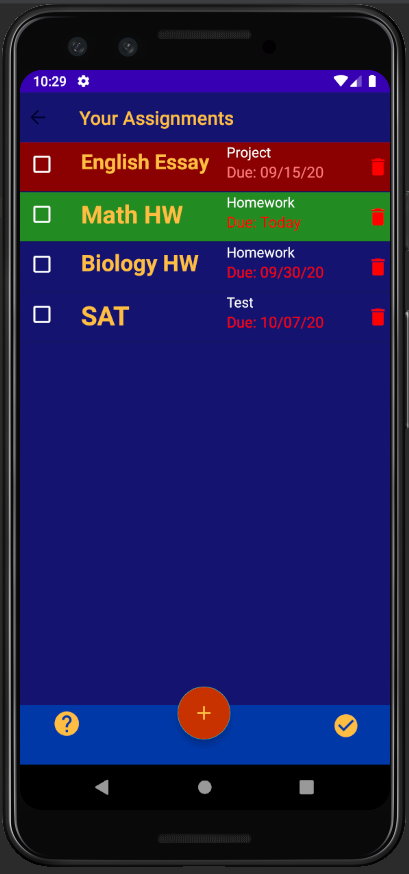 10:29
Your Assignments
English Essay
Project
Due: 09/15/20
Math HW
Homework
Due: Today
Biology HW
Homework
Due: 09/30/20
SAT
Test
Due: 10/07/20